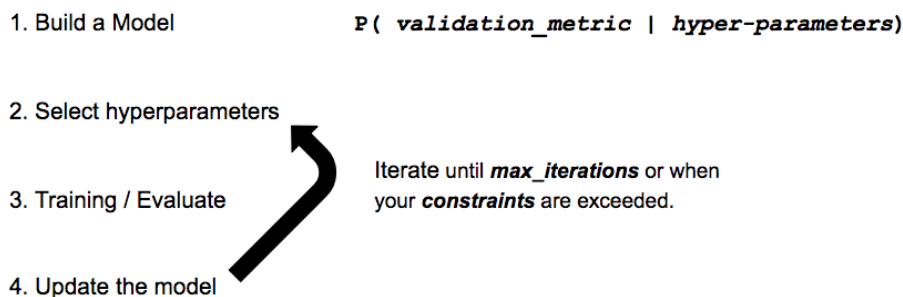 1. Build a Model
P( validation_metric | hyper-parameters)
2. Select hyperparameters
Iterate until max_iterations or when
your constraints are exceeded.
3. Training / Evaluate
4. Update the model